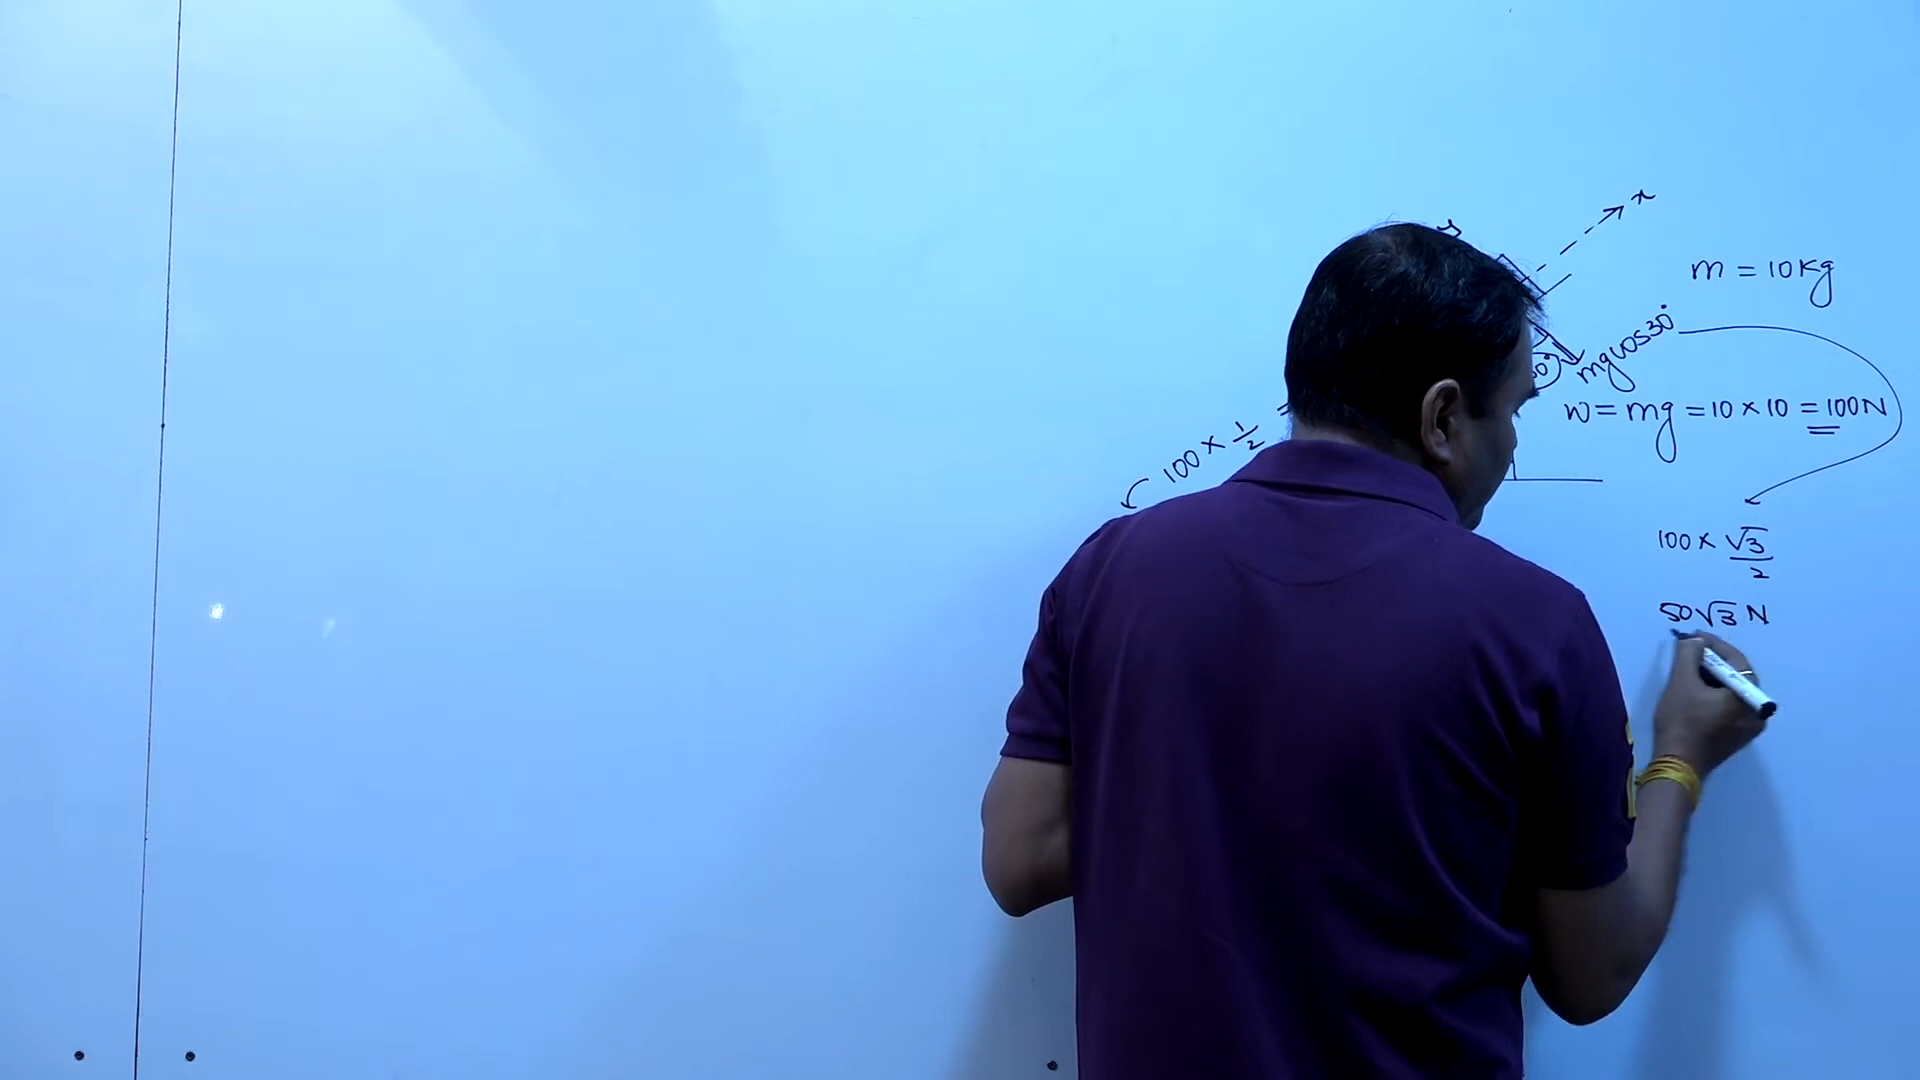 x
y
m = 10Kg
mgcos30°
w = mg = 10 × 10 = 100N
100 × 1/2
100 × √3/2
50√3 N